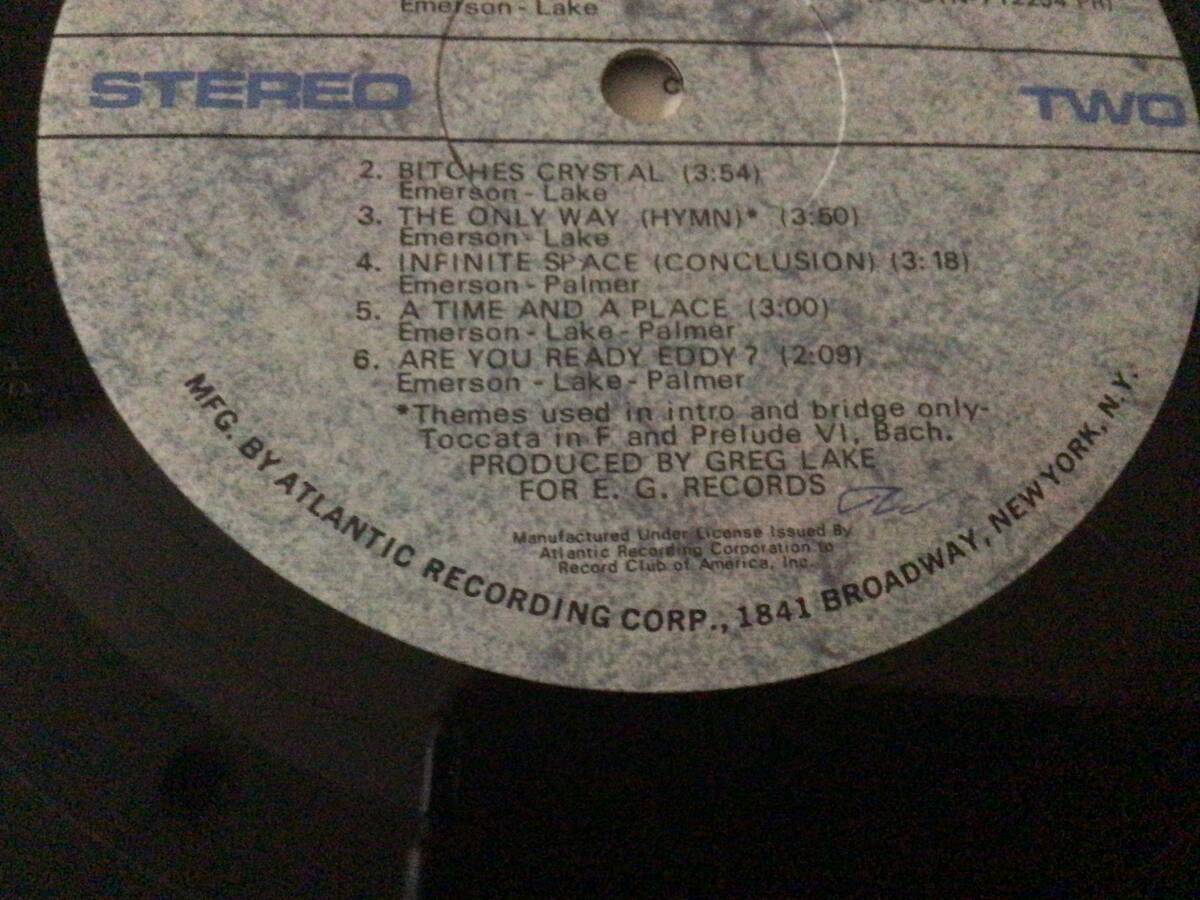 Emerson - Lake
STEREO
TWO
2. BITCHES CRYSTAL (3:54)
Emerson - Lake
3. THE ONLY WAY (HYMN)* (3:50)
Emerson - Lake
4. INFINITE SPACE (CONCLUSION) (3:18)
Emerson - Palmer
5. A TIME AND A PLACE (3:00)
Emerson - Lake - Palmer
6. ARE YOU READY EDDY? (2:09)
Emerson - Lake - Palmer
*Themes used in intro and bridge only-
Toccata in F and Prelude VI, Bach.
PRODUCED BY GREG LAKE
FOR E. G. RECORDS
Manufactured Under License Issued By
Atlantic Recording Corporation to
Record Club of America, Inc.
MFG. BY ATLANTIC RECORDING CORP., 1841 BROADWAY, NEW YORK, N.Y.